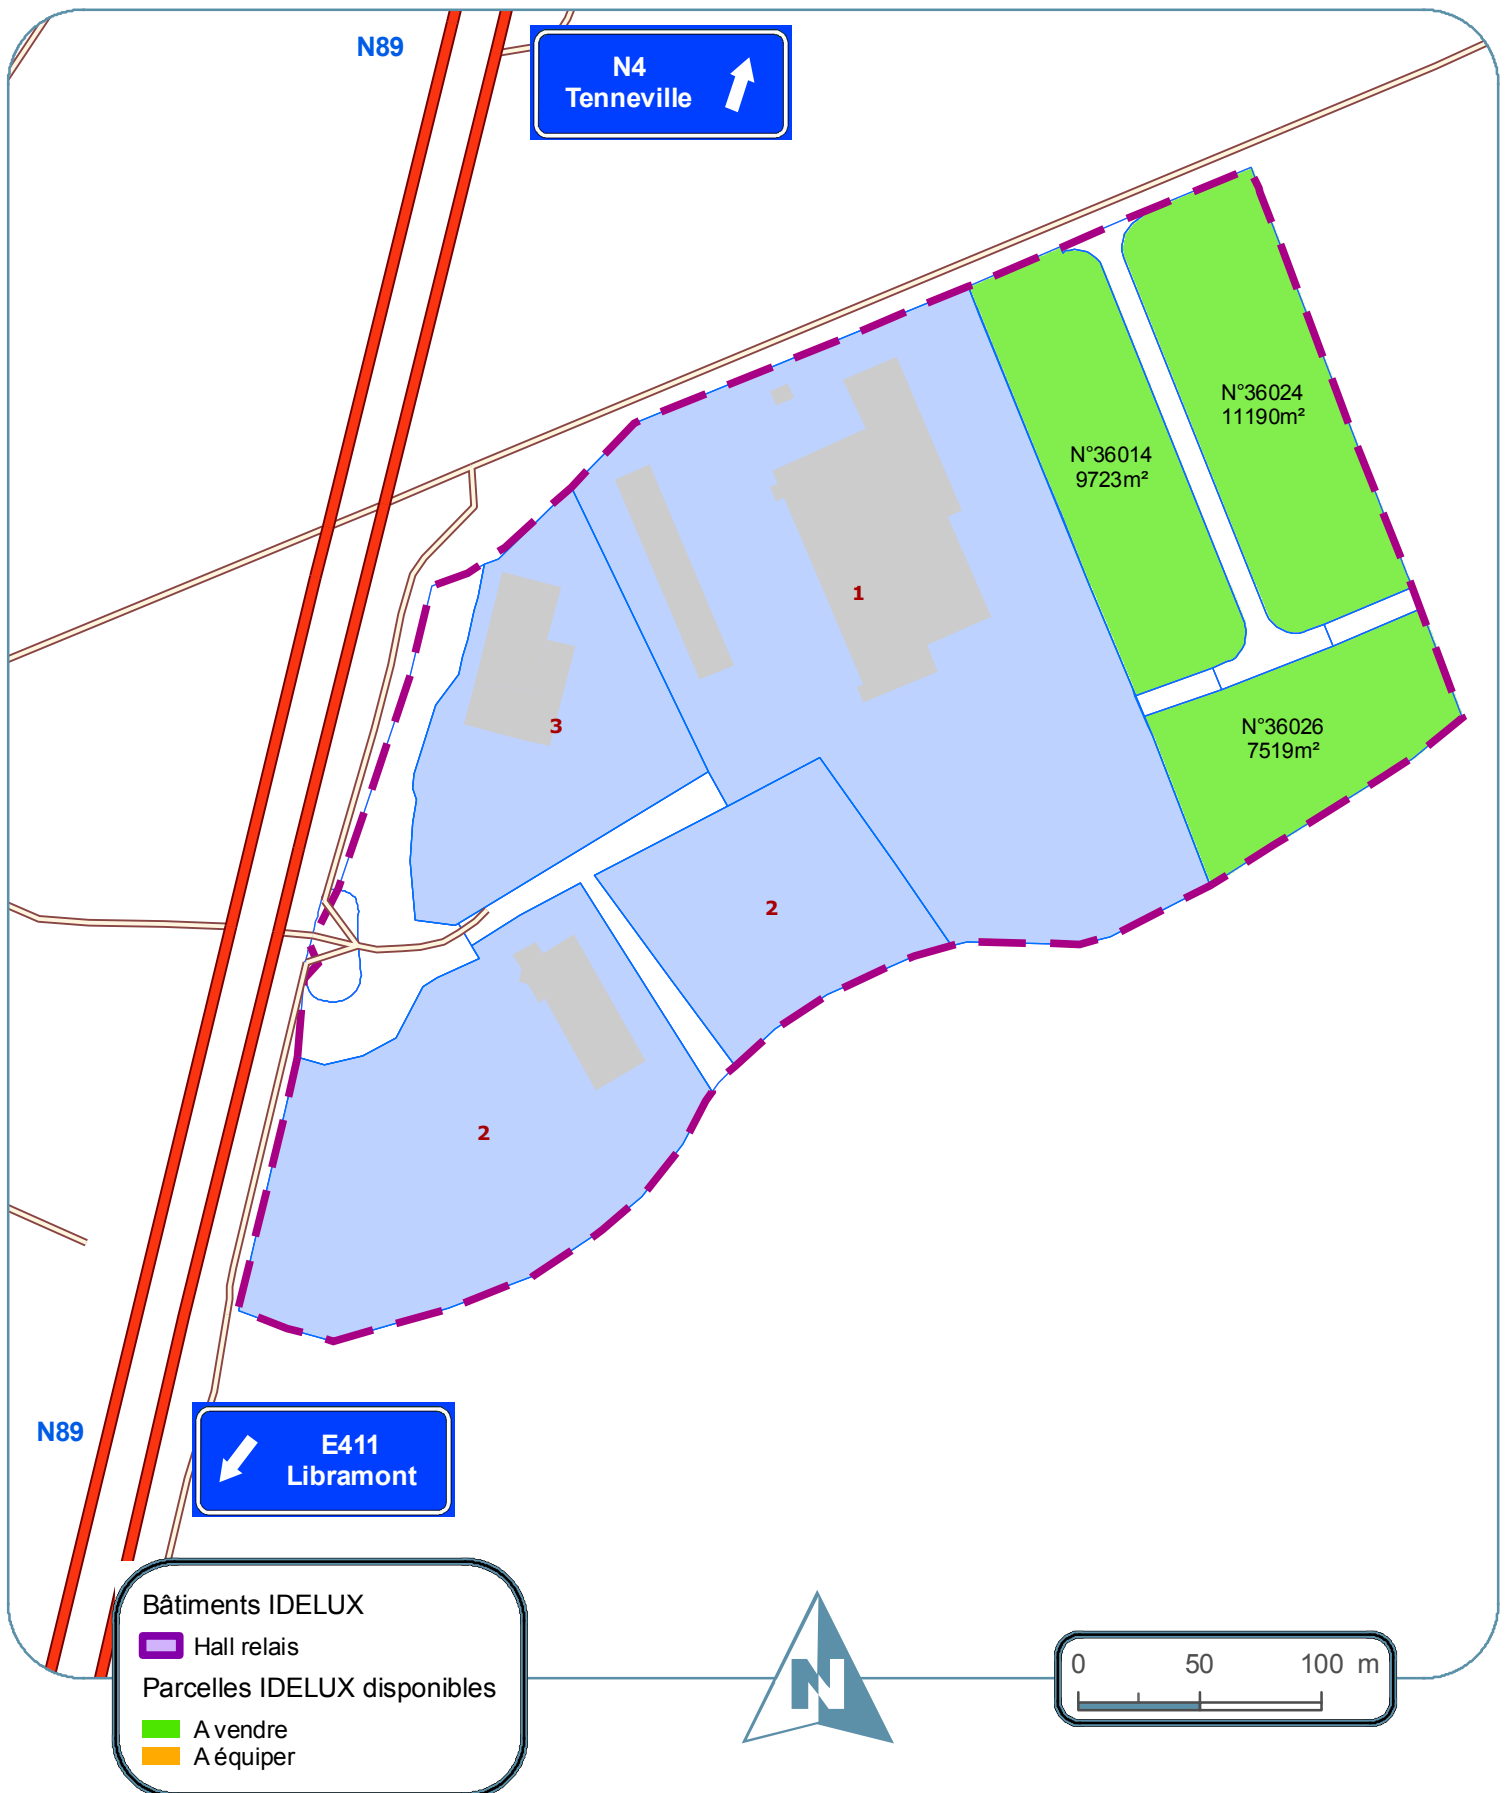 N89
N4
Tenneville
N°36024
11190m²
N°36014
9723m²
1
3
N°36026
7519m²
2
2
N89
E411
Libramont
Bâtiments IDELUX
Hall relais
Parcelles IDELUX disponibles
A vendre
A équiper
N
0 50 100 m